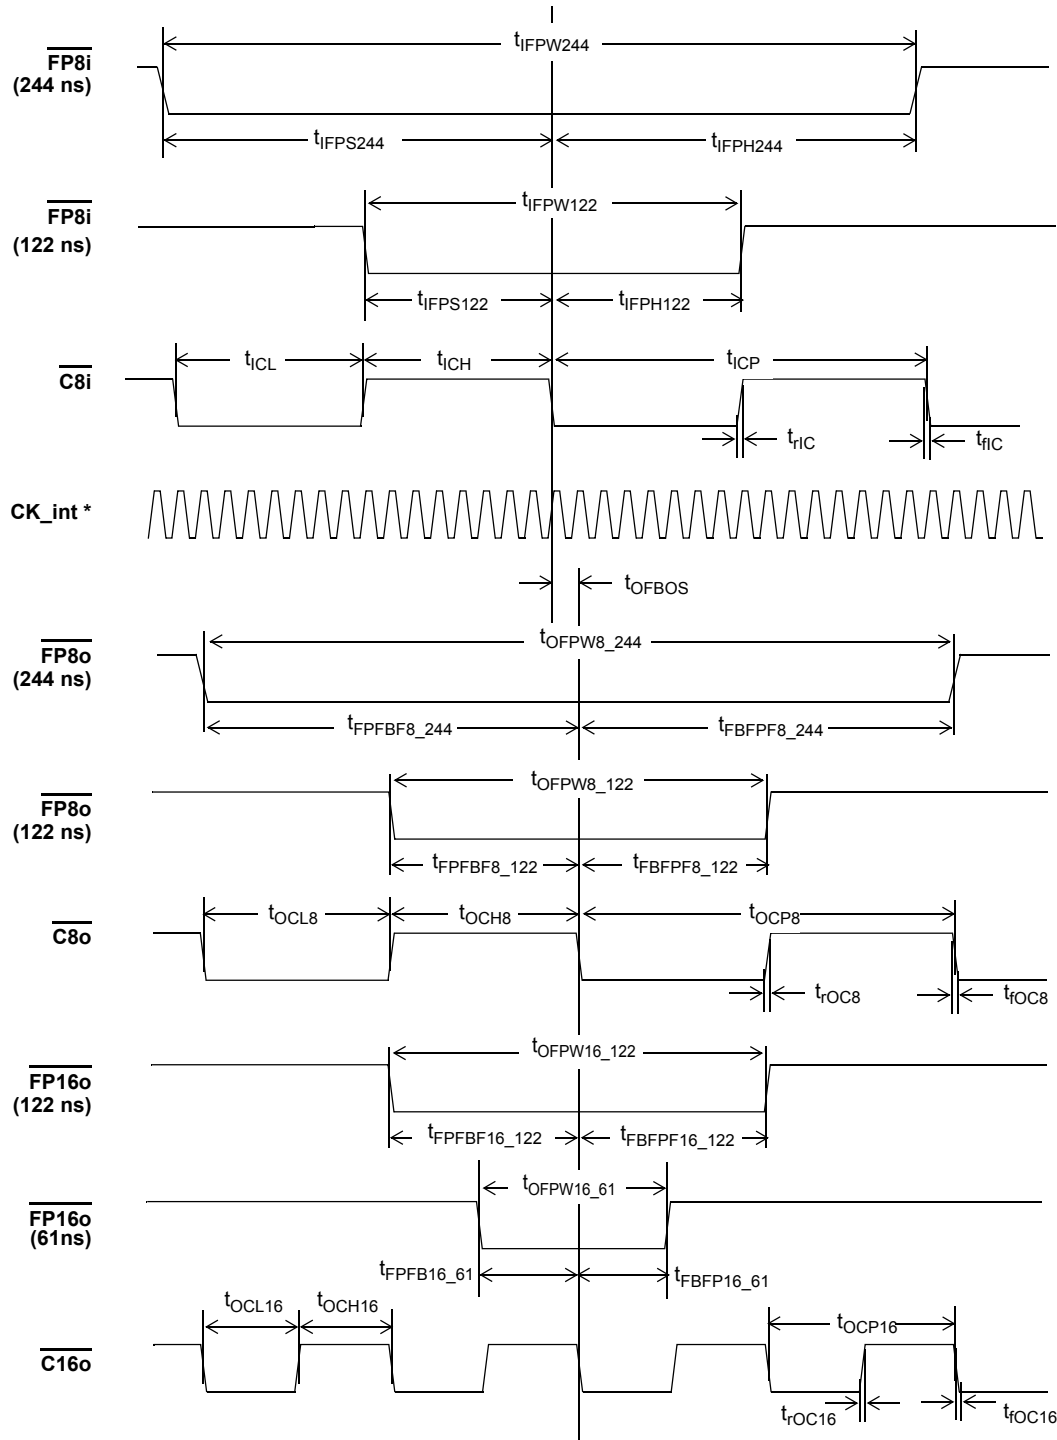 tIFPW244
FP8i
(244 ns)
tIFPS244
tIFPH244
FP8i
(122 ns)
tIFPW122
tIFPS122
tIFPH122
C8i
tICL
tICH
tICP
trIC
tfIC
CK_int *
tOFBOS
FP8o
(244 ns)
tOFPW8_244
tFPFBF8_244
tFBFPF8_244
FP8o
(122 ns)
tOFPW8_122
tFPFBF8_122
tFBFPF8_122
C8o
tOCL8
tOCH8
tOCP8
trOC8
tfOC8
FP16o
(122 ns)
tOFPW16_122
tFPFBF16_122
tFBFPF16_122
FP16o
(61ns)
tOFPW16_61
tFPFB16_61
tFBFP16_61
tOCL16
tOCH16
tOCP16
C16o
trOC16
tfOC16